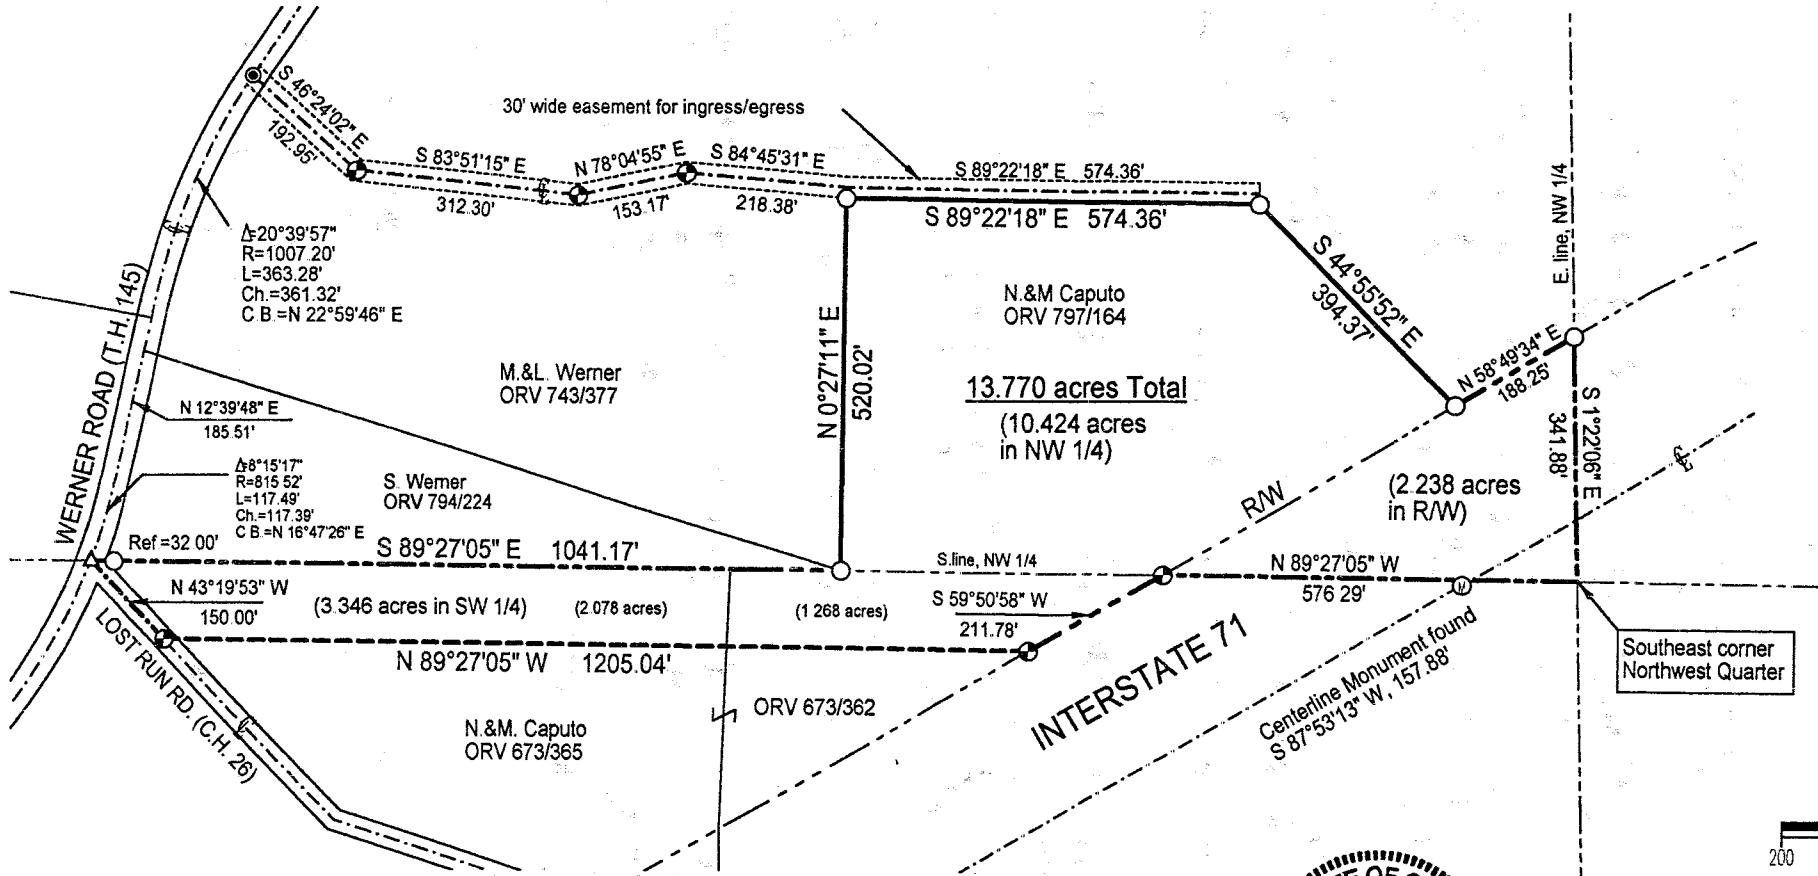 S 46°24'02" E
192.95'
30' wide easement for ingress/egress
S 83°51'15" E
312.30'
N 78°04'55" E
153.17'
S 84°45'31" E
218.38'
S 89°22'18" E 574.36'
S 89°22'18" E 574.36'
E. line, NW 1/4
Δ=20°39'57"
R=1007.20'
L=363.28'
Ch.=361.32'
C.B.=N 22°59'46" E
N.&M Caputo
ORV 797/164
S 44°55'52" E
394.37'
WERNER ROAD (T.H. 145)
M.&L. Werner
ORV 743/377
N 0°27'11" E
520.02'
13.770 acres Total
(10.424 acres
in NW 1/4)
N 58°49'34" E
188.25'
S 1°22'06" E
341.88'
N 12°39'48" E
185.51'
Δ=8°15'17"
R=815.52'
L=117.49'
Ch.=117.39'
C.B.=N 16°47'26" E
S. Werner
ORV 794/224
R/W
(2.238 acres
in R/W)
Ref.=32.00'
S 89°27'05" E 1041.17'
S.line, NW 1/4
N 89°27'05" W
576.29'
N 43°19'53" W
150.00'
(3.346 acres in SW 1/4)
(2.078 acres)
(1.268 acres)
S 59°50'58" W
211.78'
LOST RUN RD. (C.H. 26)
N 89°27'05" W 1205.04'
INTERSTATE 71
Centerline Monument found
S 87°53'13" W, 157.88'
Southeast corner
Northwest Quarter
N.&M. Caputo
ORV 673/365
ORV 673/362
200